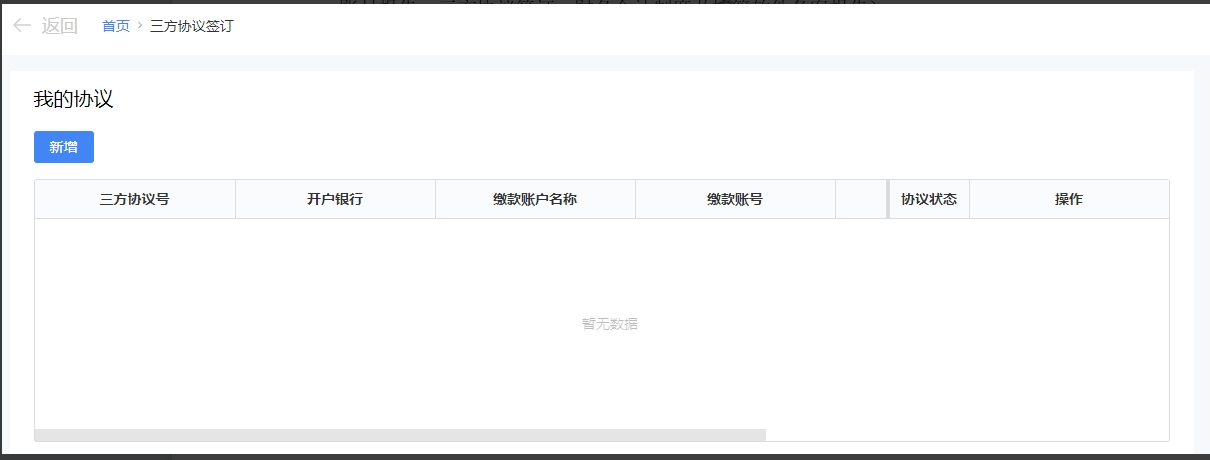 返回 首页 > 三方协议签订
我的协议
新增
三方协议号 开户银行 缴款账户名称 缴款账号 协议状态 操作
暂无数据